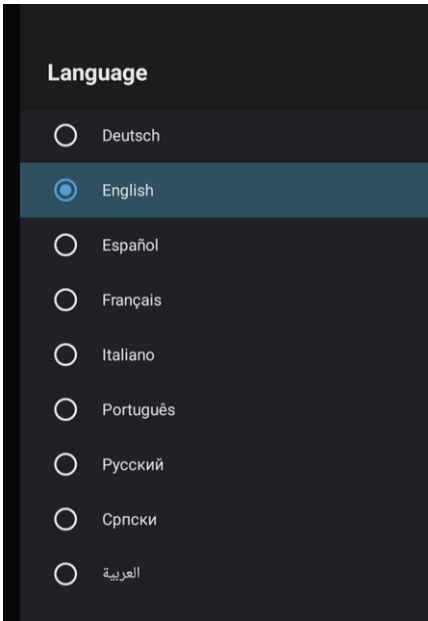 Language
Deutsch
English
Español
Français
Italiano
Português
Русский
Српски
العربية